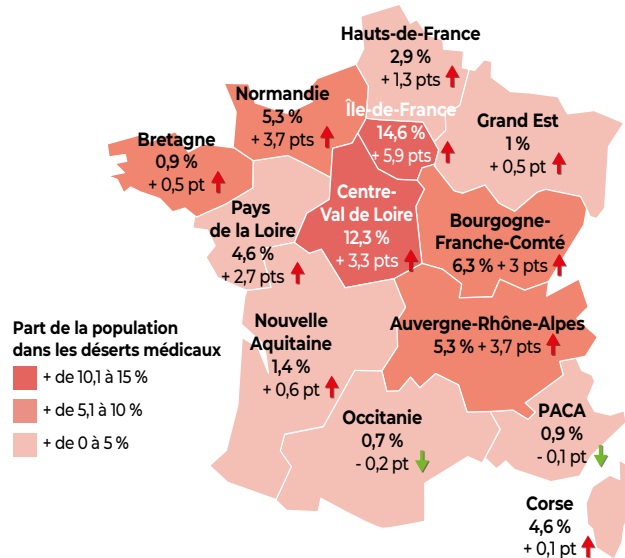 Hauts-de-France
2,9 %
+ 1,3 pts
Normandie
5,3 %
+ 3,7 pts
Île-de-France
14,6 %
+ 5,9 pts
Grand Est
1 %
+ 0,5 pt
Bretagne
0,9 %
+ 0,5 pt
Centre-
Val de Loire
12,3 %
+ 3,3 pts
Pays
de la Loire
4,6 %
+ 2,7 pts
Bourgogne-
Franche-Comté
6,3 % + 3 pts
Part de la population
dans les déserts médicaux
+ de 10,1 à 15 %
+ de 5,1 à 10 %
+ de 0 à 5 %
Nouvelle
Aquitaine
1,4 %
+ 0,6 pt
Auvergne-Rhône-Alpes
5,3 % + 3,7 pts
Occitanie
0,7 %
- 0,2 pt
PACA
0,9 %
- 0,1 pt
Corse
4,6 %
+ 0,1 pt